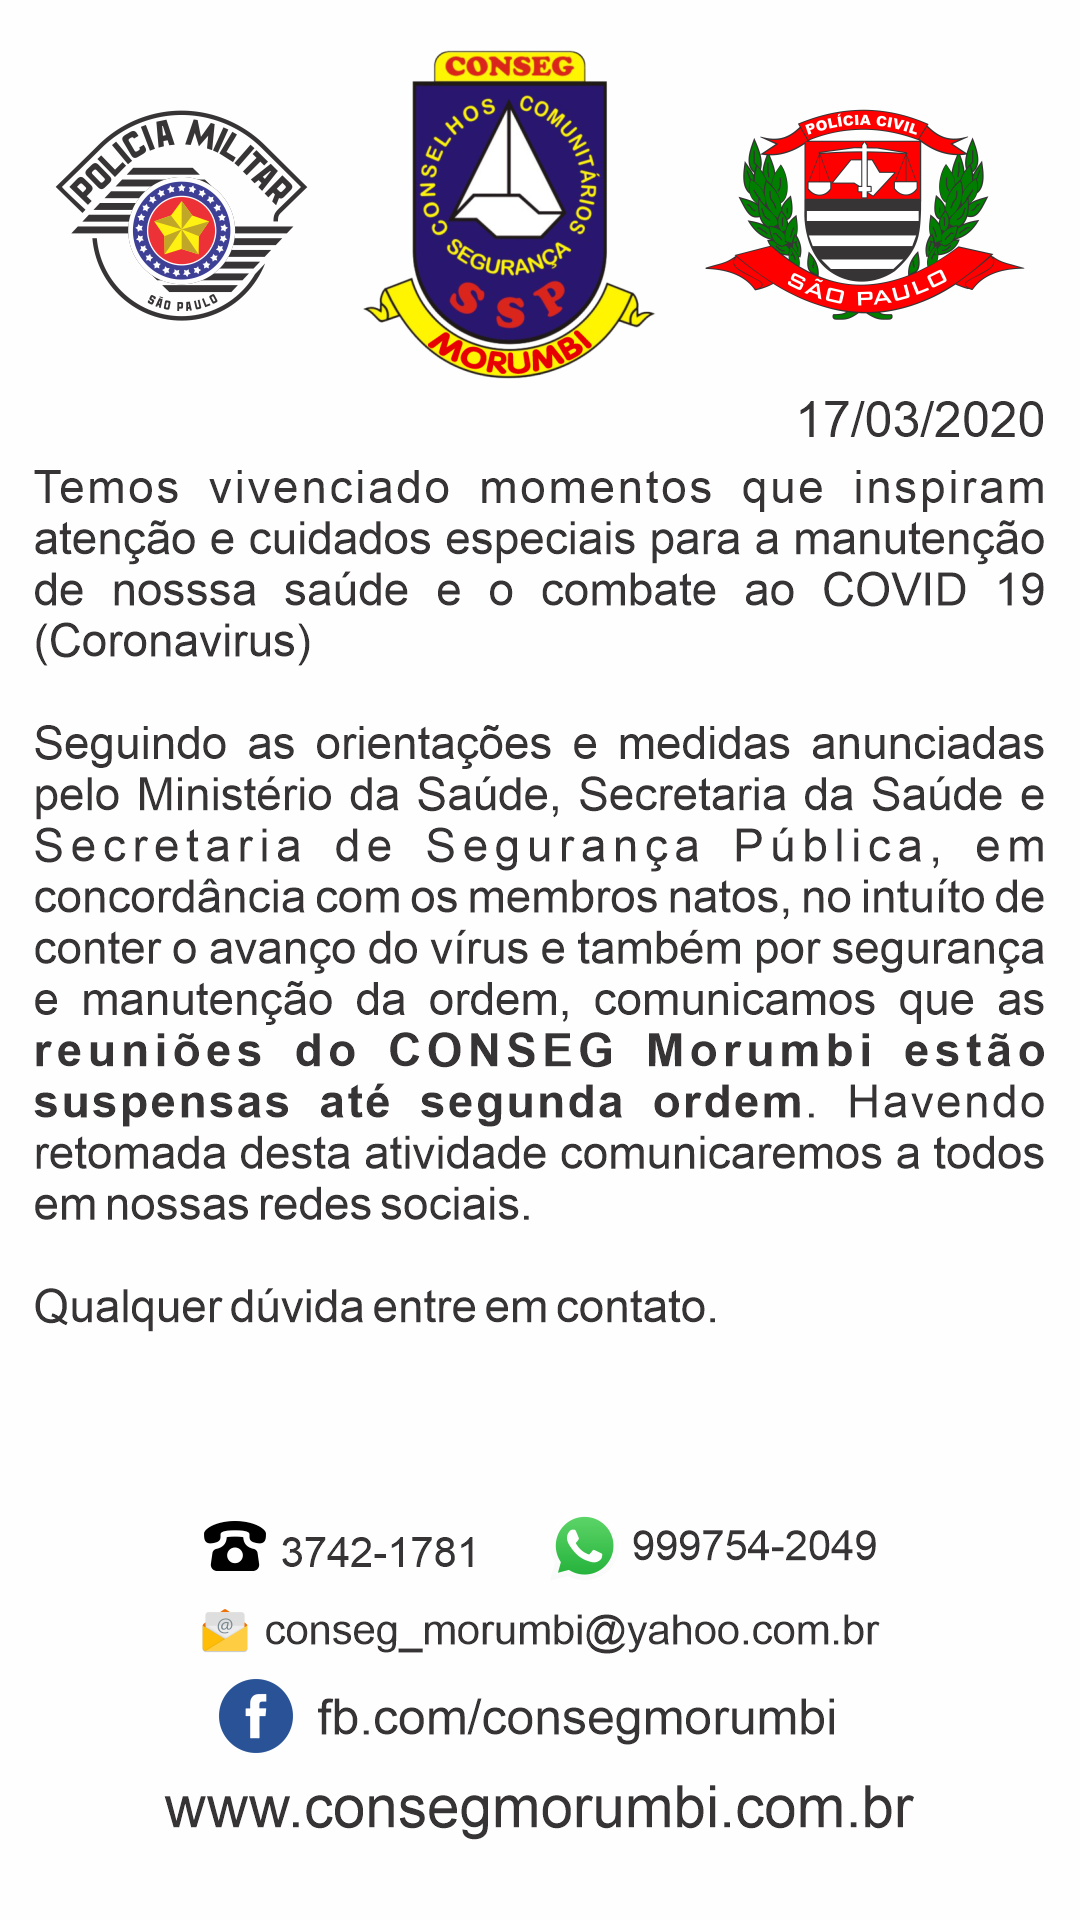 POLICIA MILITAR
SÃO PAULO
CONSEG
CONSELHOS COMUNITÁRIOS
SEGURANÇA
SSP
MORUMBI
POLÍCIA CIVIL
SÃO PAULO
17/03/2020
Temos vivenciado momentos que inspiram
atenção e cuidados especiais para a manutenção
de nosssa saúde e o combate ao COVID 19
(Coronavirus)
Seguindo as orientações e medidas anunciadas
pelo Ministério da Saúde, Secretaria da Saúde e
Secretaria de Segurança Pública, em
concordância com os membros natos, no intuíto de
conter o avanço do vírus e também por segurança
e manutenção da ordem, comunicamos que as
reuniões do CONSEG Morumbi estão
suspensas até segunda ordem. Havendo
retomada desta atividade comunicaremos a todos
em nossas redes sociais.
Qualquer dúvida entre em contato.
3742-1781
999754-2049
@ conseg_morumbi@yahoo.com.br
f fb.com/consegmorumbi
www.consegmorumbi.com.br